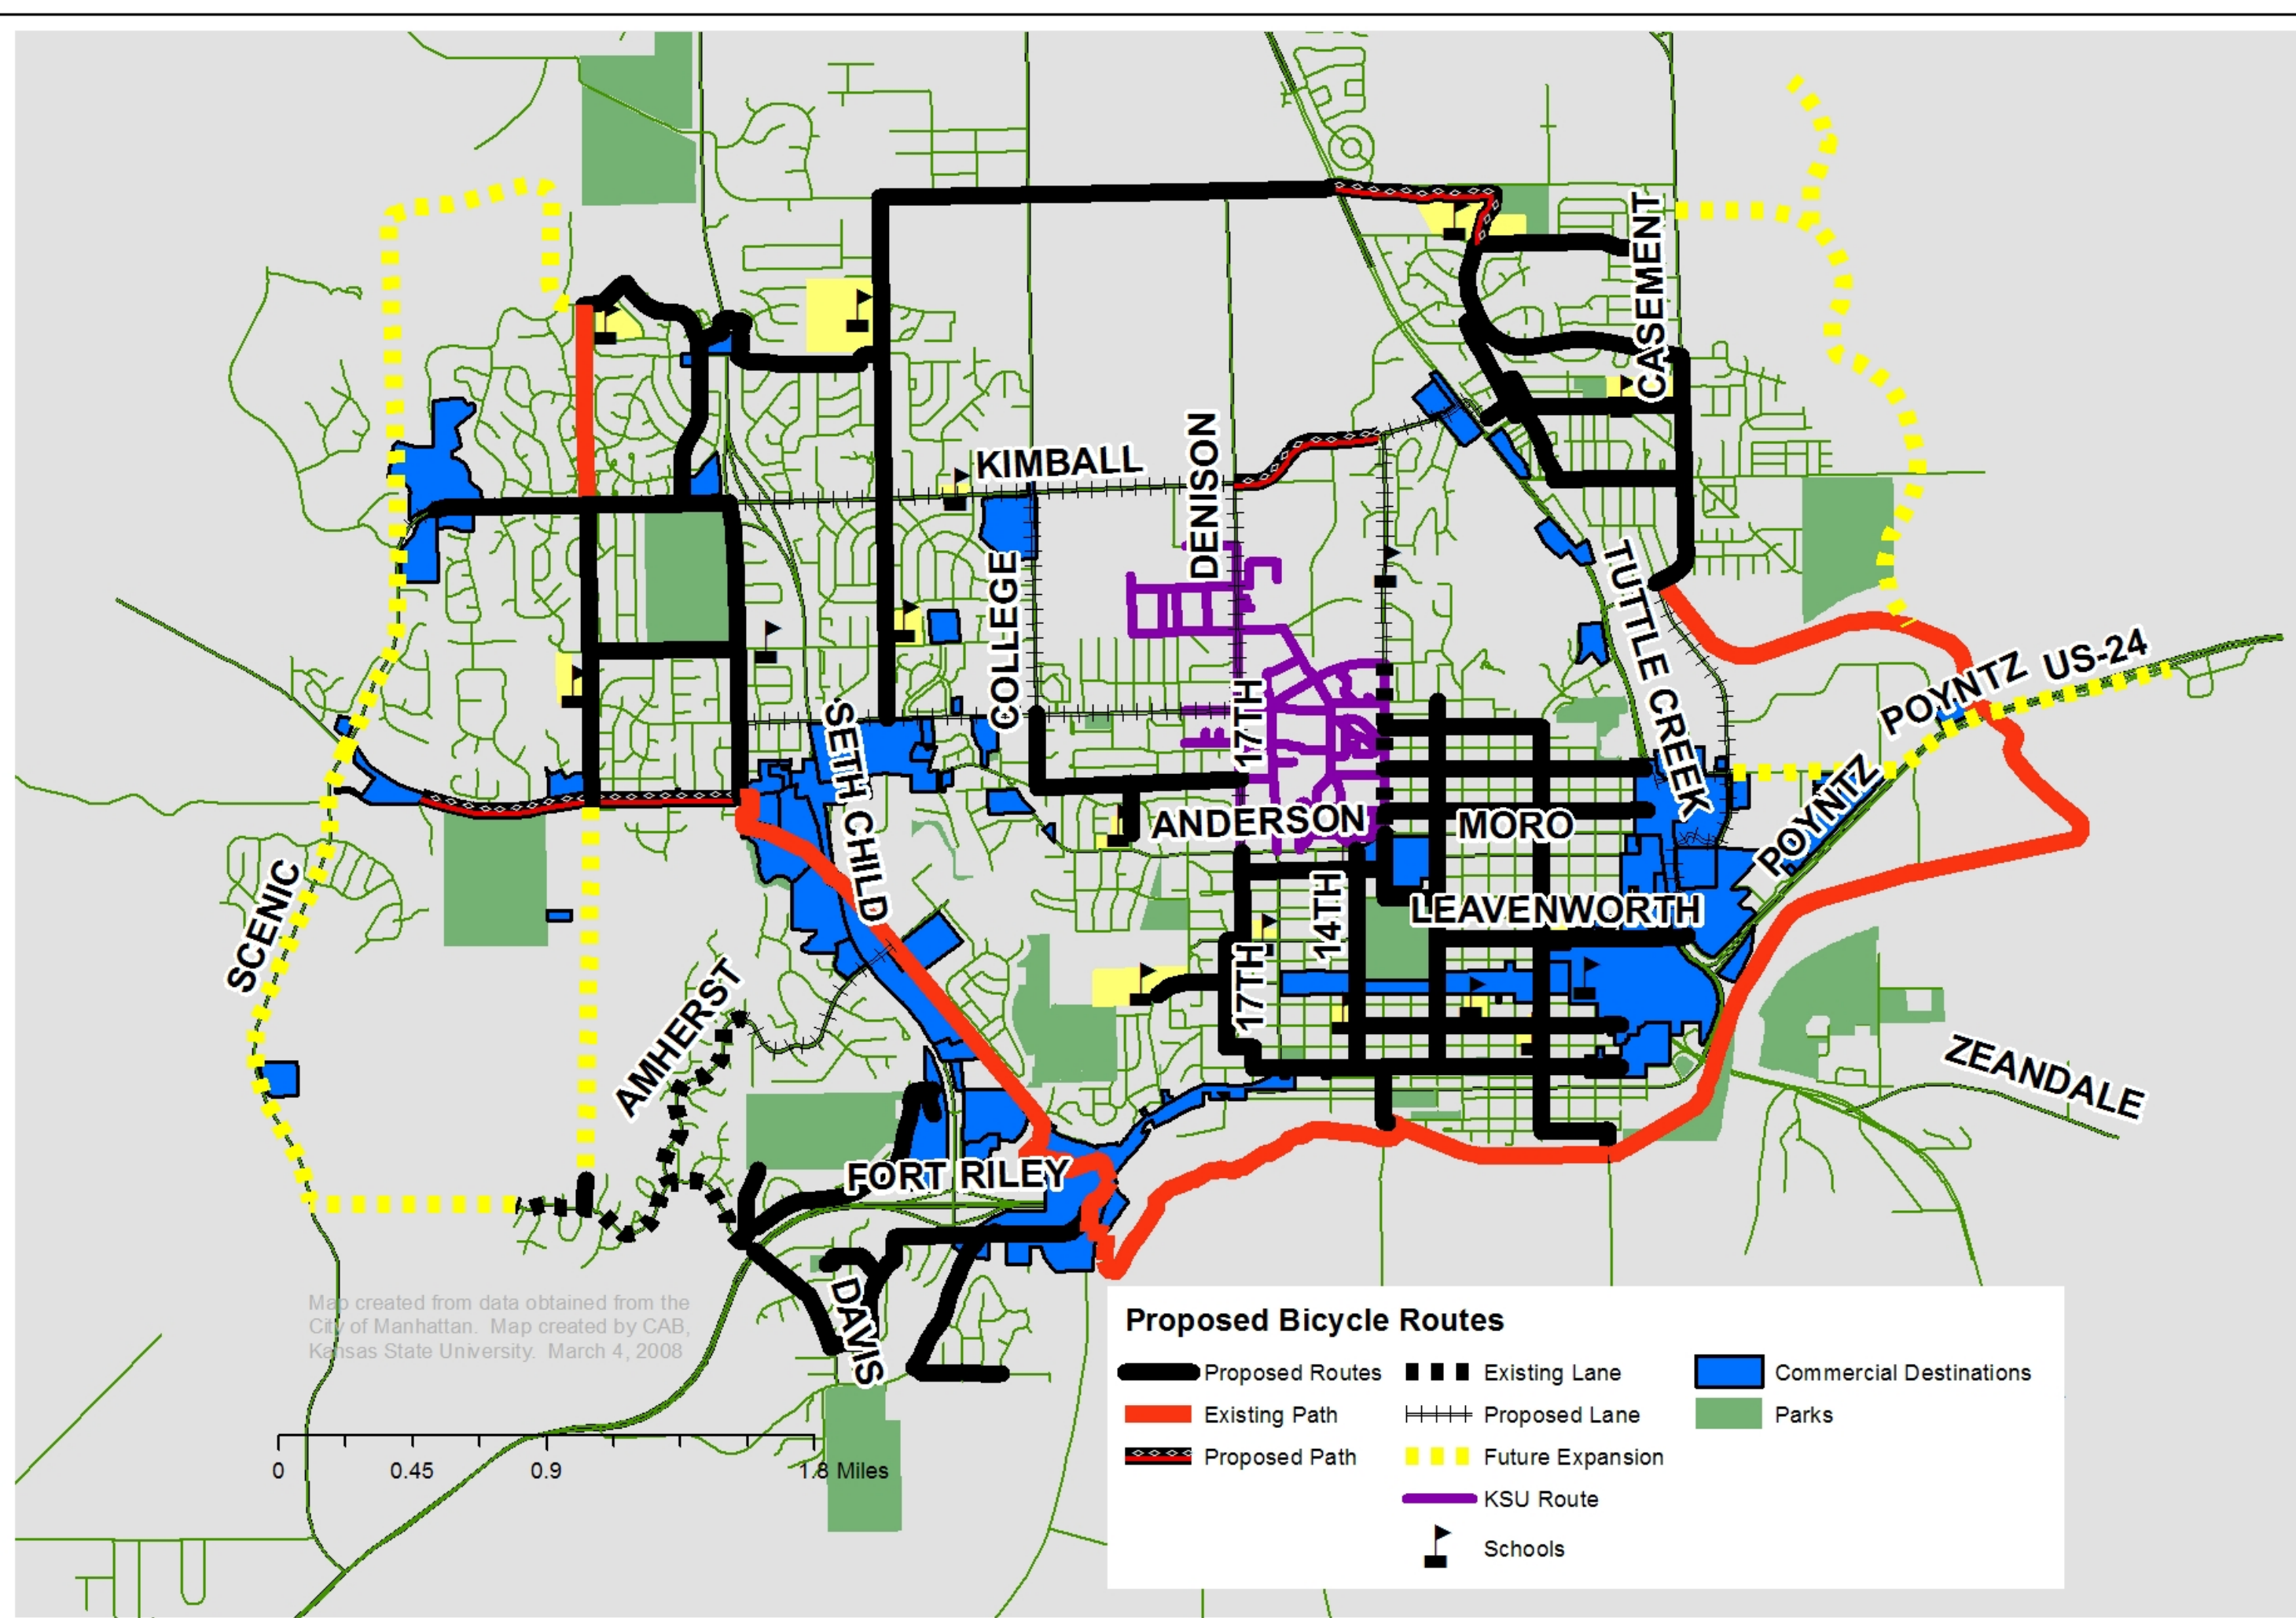 CASEMENT
KIMBALL
DENISON
COLLEGE
TUTTLE CREEK
POYNTZ
US-24
17TH
SETH CHILD
POYNTZ
ANDERSON
MORO
14TH
LEAVENWORTH
SCENIC
17TH
AMHERST
ZEANDALE
FORT RILEY
DAVIS
Map created from data obtained from the
City of Manhattan. Map created by CAB,
Kansas State University. March 4, 2008
0 0.45 0.9 1.8 Miles
Proposed Bicycle Routes
Proposed Routes
Existing Path
Proposed Path
Existing Lane
Proposed Lane
Future Expansion
KSU Route
Schools
Commercial Destinations
Parks